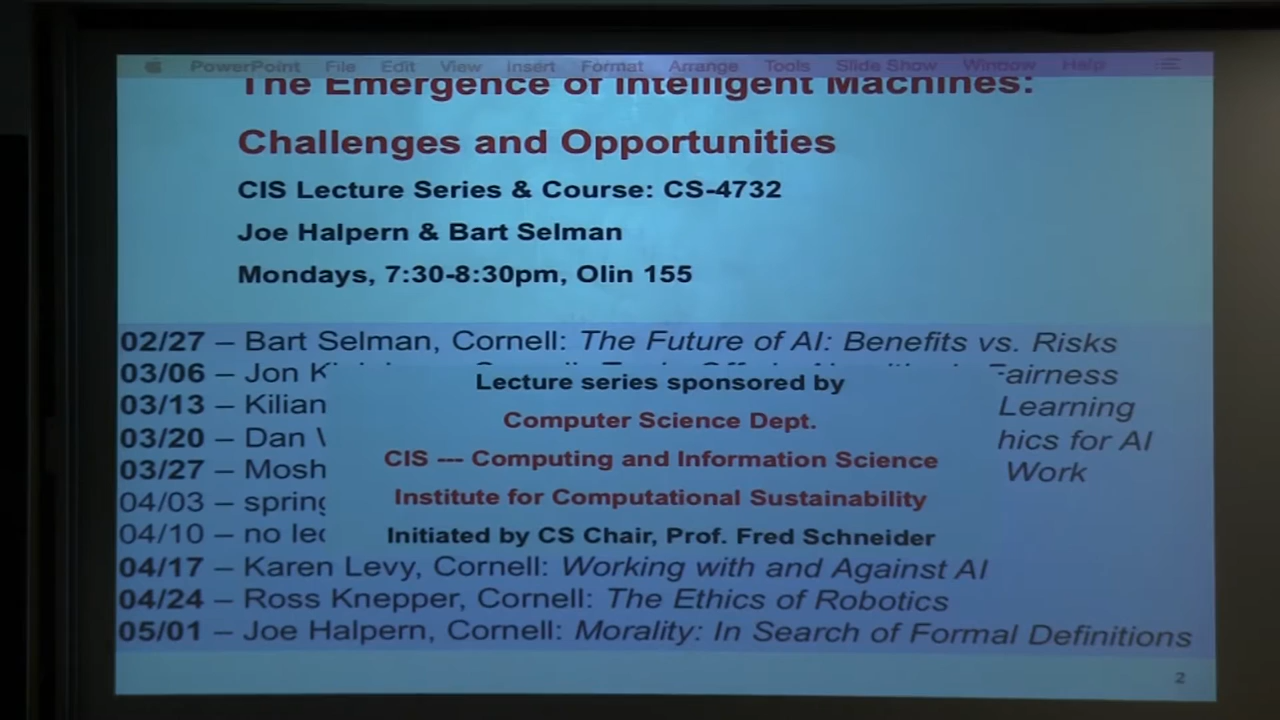 PowerPoint File Edit View Insert Format Arrange Tools Slide Show Window Help
The Emergence of Intelligent Machines:
Challenges and Opportunities
CIS Lecture Series & Course: CS-4732
Joe Halpern & Bart Selman
Mondays, 7:30-8:30pm, Olin 155
02/27 – Bart Selman, Cornell: The Future of AI: Benefits vs. Risks
03/06 – Jon Fairness
03/13 – Kilian Learning
03/20 – Dan hics for AI
03/27 – Mosh Work
04/03 – spring
04/10 – no lec
Lecture series sponsored by
Computer Science Dept.
CIS --- Computing and Information Science
Institute for Computational Sustainability
Initiated by CS Chair, Prof. Fred Schneider
04/17 – Karen Levy, Cornell: Working with and Against AI
04/24 – Ross Knepper, Cornell: The Ethics of Robotics
05/01 – Joe Halpern, Cornell: Morality: In Search of Formal Definitions
2